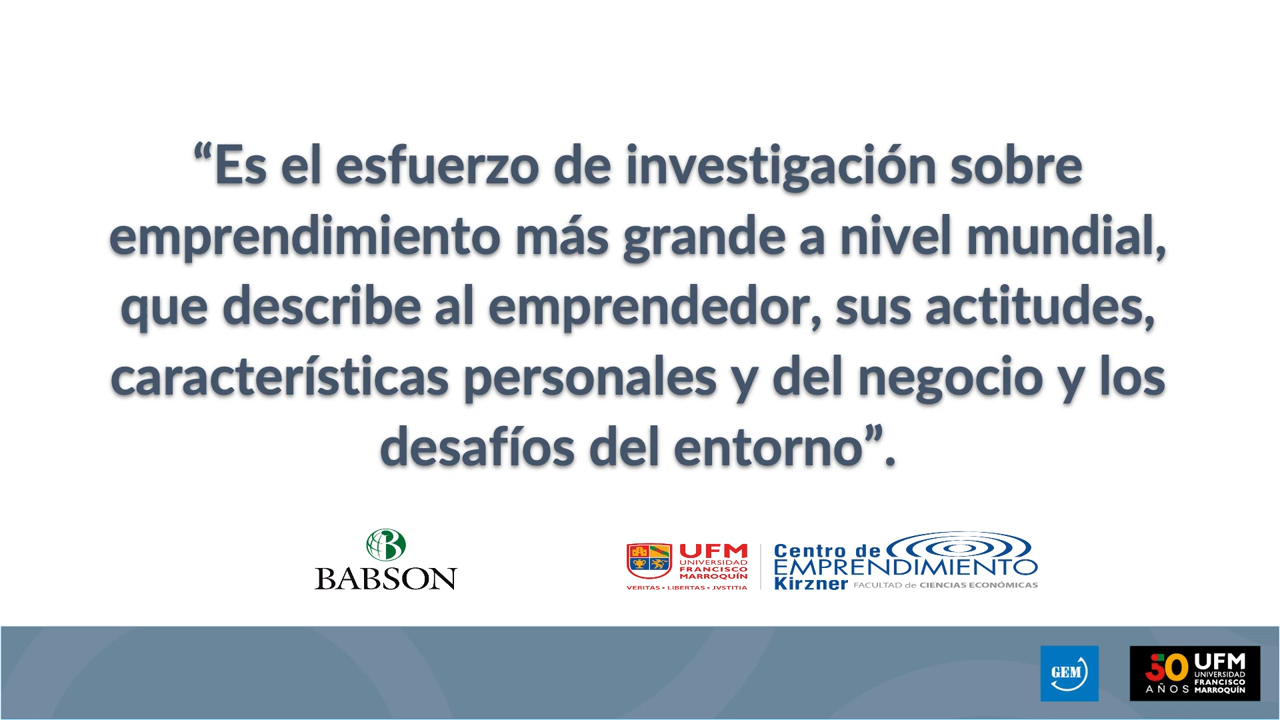 “Es el esfuerzo de investigación sobre
emprendimiento más grande a nivel mundial,
que describe al emprendedor, sus actitudes,
características personales y del negocio y los
desafíos del entorno”.
B
BABSON
UFM
UNIVERSIDAD
FRANCISCO
MARROQUÍN
VERITAS • LIBERTAS • JVSTITIA
Centro de
EMPRENDIMIENTO
Kirzner FACULTAD de CIENCIAS ECONÓMICAS
GEM
50
AÑOS
UFM
UNIVERSIDAD
FRANCISCO
MARROQUÍN